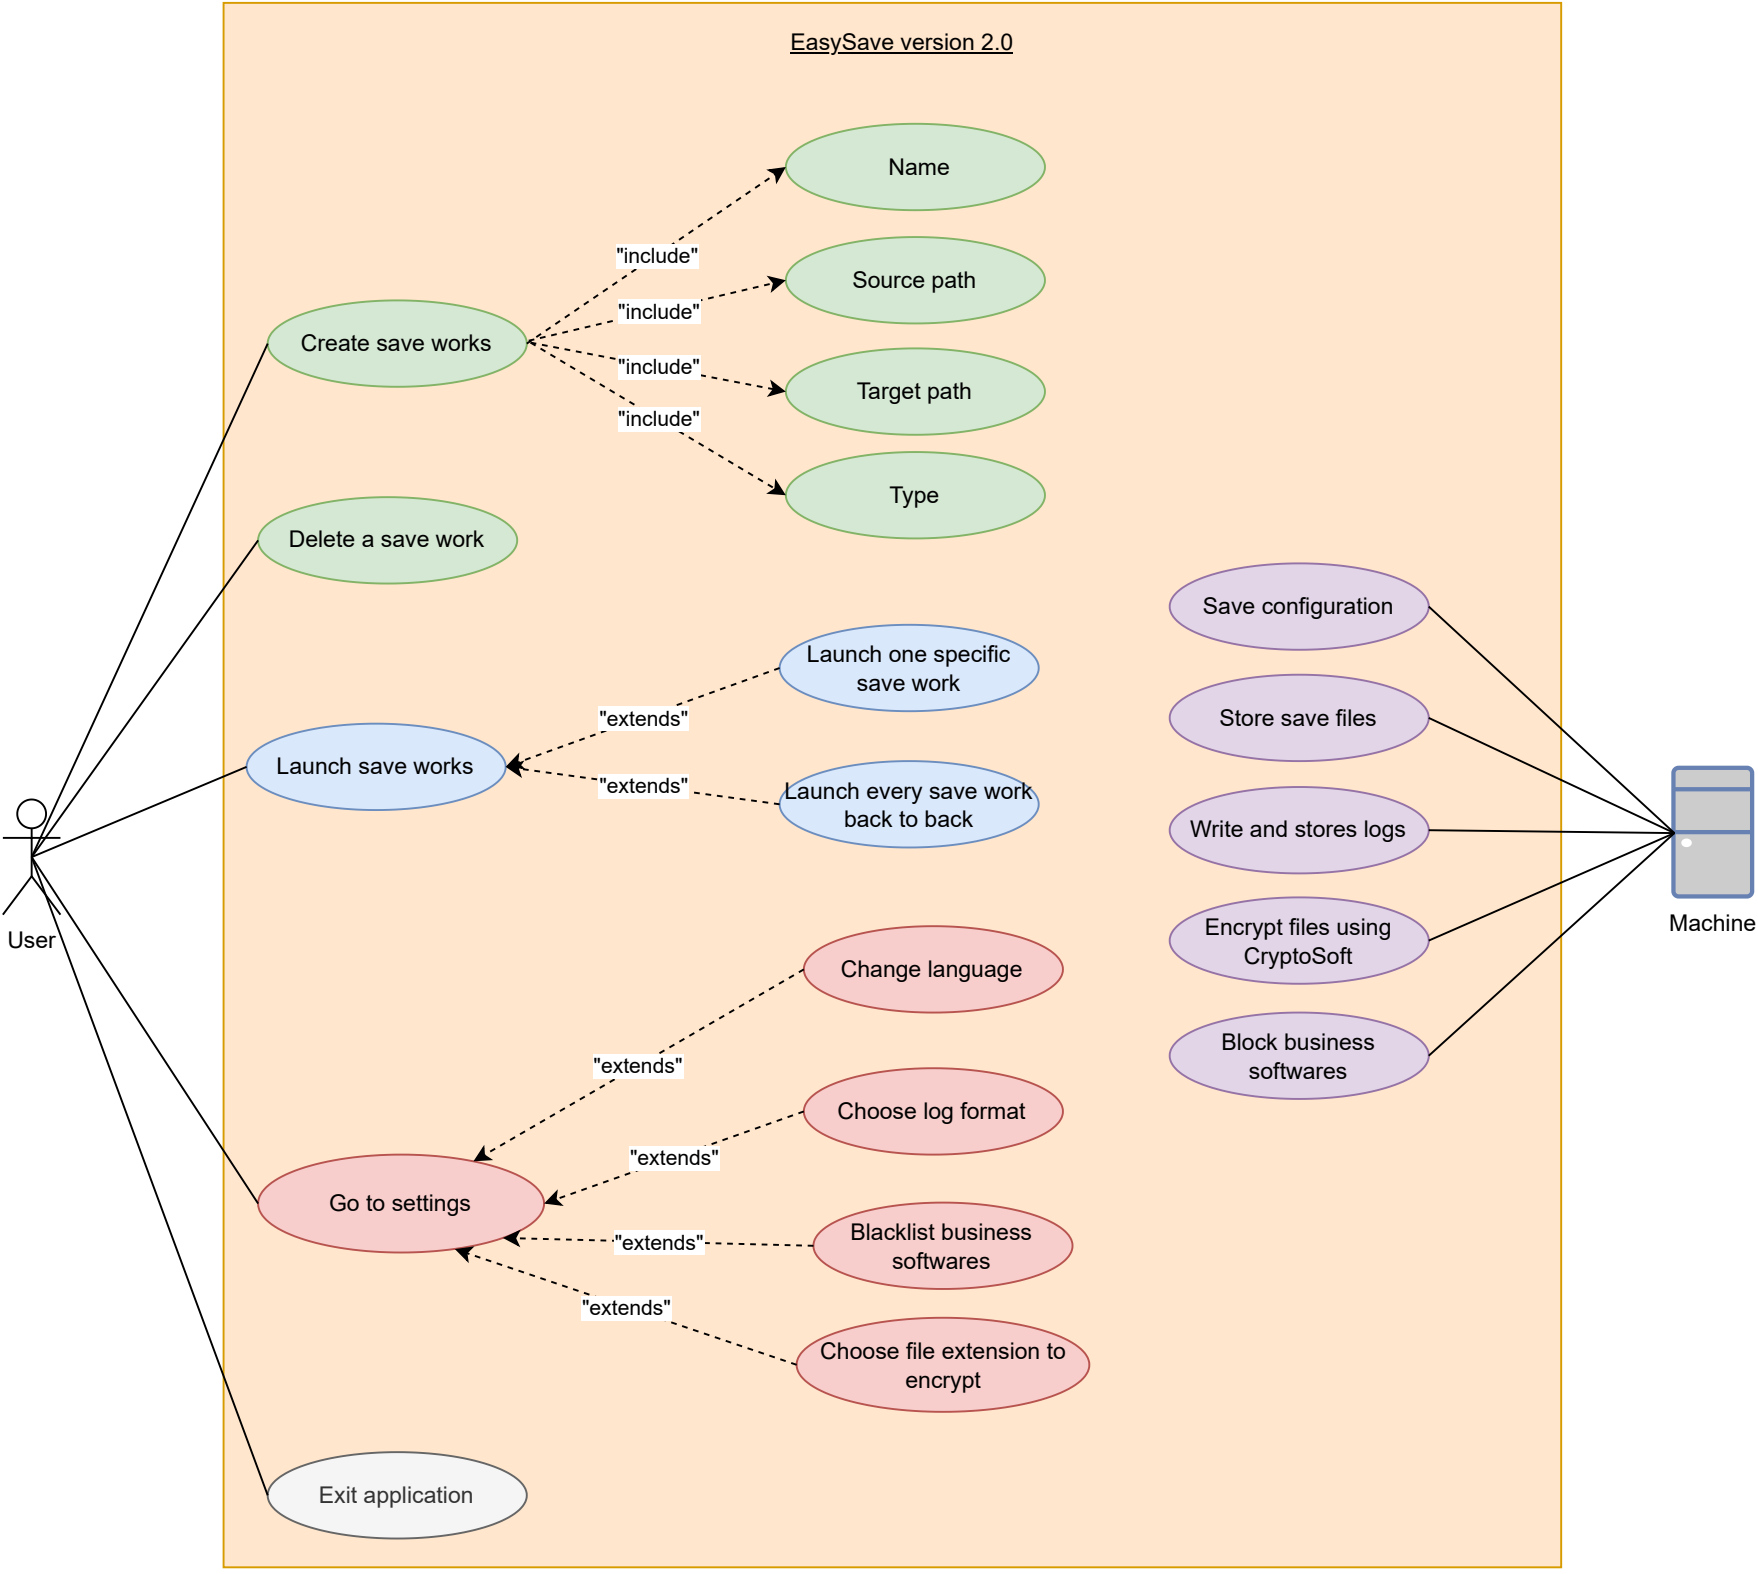 EasySave version 2.0
Name
"include"
Source path
"include"
Create save works
"include"
Target path
"include"
Type
Delete a save work
Launch one specific
save work
"extends"
Launch save works
"extends"
Launch every save work
back to back
Save configuration
Store save files
Write and stores logs
Encrypt files using
CryptoSoft
Block business
softwares
User
Machine
Change language
"extends"
Choose log format
"extends"
Go to settings
"extends"
Blacklist business
softwares
"extends"
Choose file extension to
encrypt
Exit application